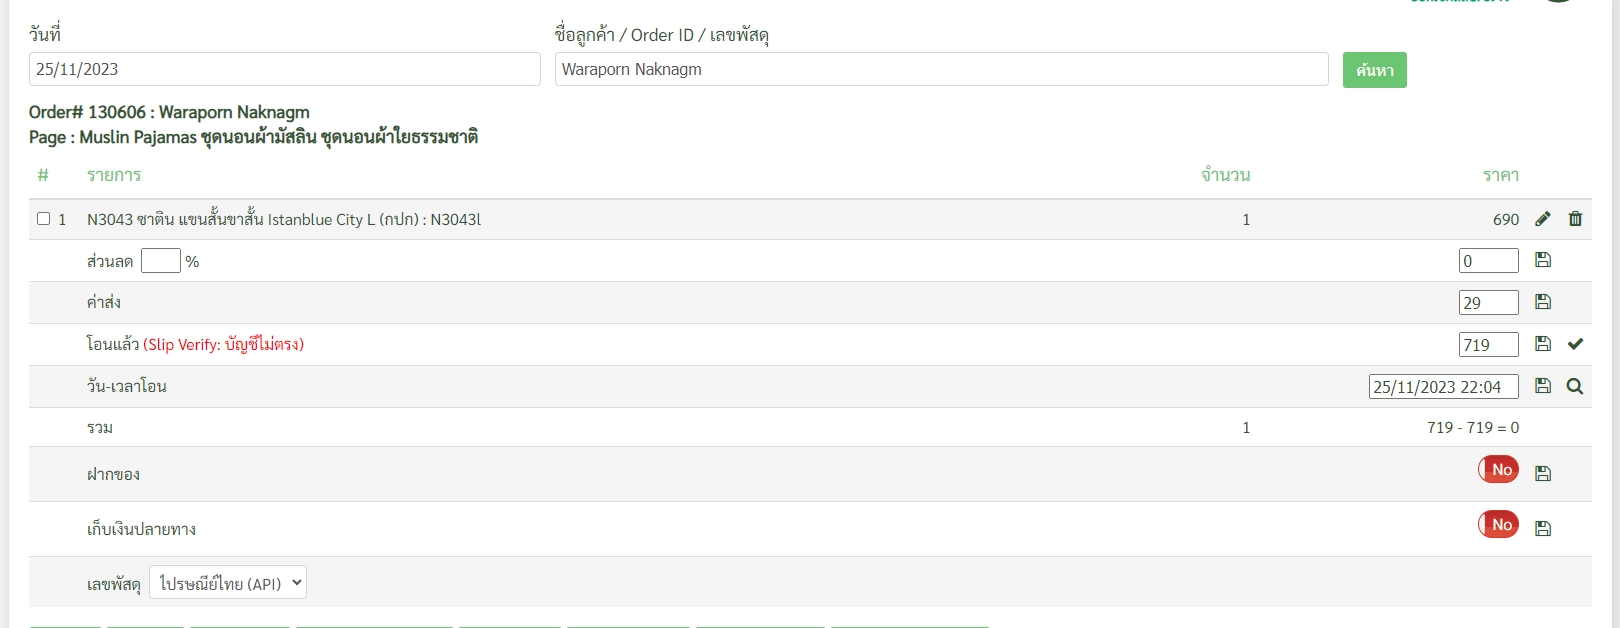 วันที่
ชื่อลูกค้า / Order ID / เลขพัสดุ
25/11/2023
Waraporn Naknagm
ค้นหา
Order# 130606 : Waraporn Naknagm
Page : Muslin Pajamas ชุดนอนผ้ามัสลิน ชุดนอนผ้าใยธรรมชาติ
# รายการ จำนวน ราคา
1 N3043 ซาติน แขนสั้นขาสั้น Istanblue City L (กปก) : N3043l 1 690
ส่วนลด % 0
ค่าส่ง 29
โอนแล้ว (Slip Verify: บัญชีไม่ตรง) 719
วัน-เวลาโอน 25/11/2023 22:04
รวม 1 719 - 719 = 0
ฝากของ No
เก็บเงินปลายทาง No
เลขพัสดุ ไปรษณีย์ไทย (API)